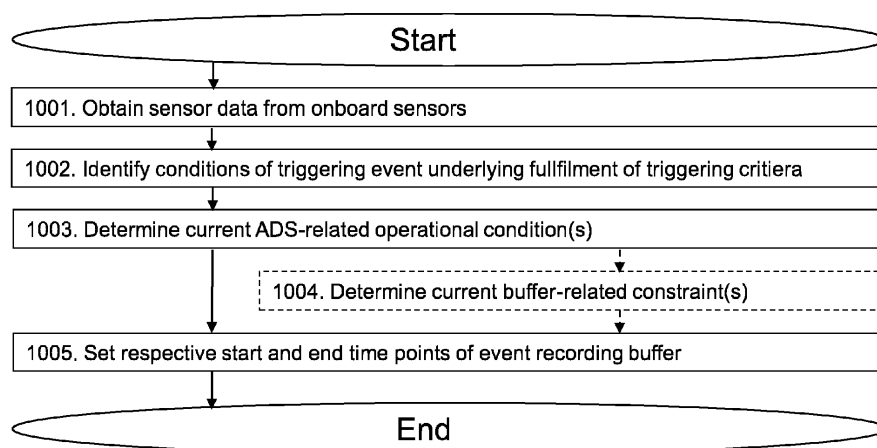 Start
1001. Obtain sensor data from onboard sensors
1002. Identify conditions of triggering event underlying fullfilment of triggering critiera
1003. Determine current ADS-related operational condition(s)
1004. Determine current buffer-related constraint(s)
1005. Set respective start and end time points of event recording buffer
End